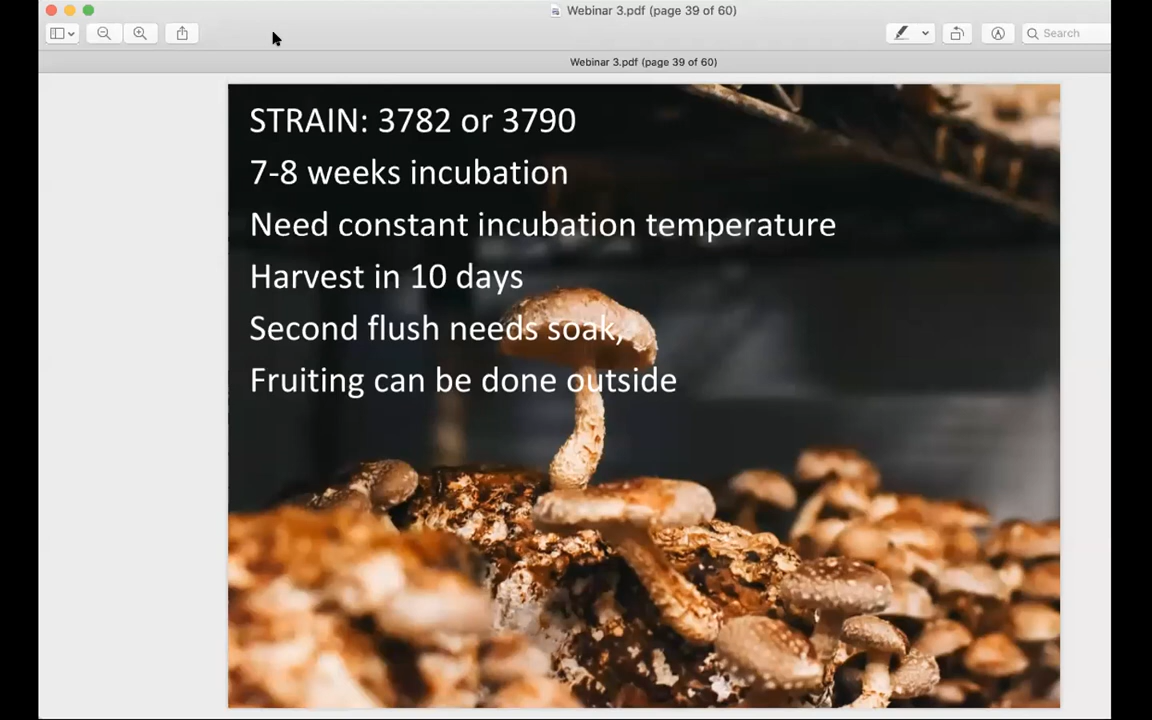 Webinar 3.pdf (page 39 of 60)
Search
Webinar 3.pdf (page 39 of 60)
STRAIN: 3782 or 3790
7-8 weeks incubation
Need constant incubation temperature
Harvest in 10 days
Second flush needs soak,
Fruiting can be done outside